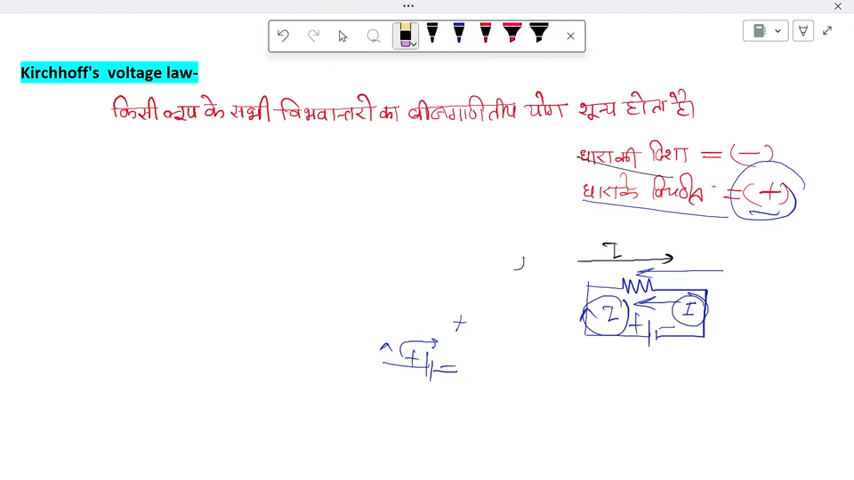 Kirchhoff's voltage law-
किसी लूप के सभी विभवान्तरो का बीजगणितीय योग शून्य होता है।
धारा की दिशा = (−)
धारा के विपरीत = (+)
I
I I
+ −
+
+